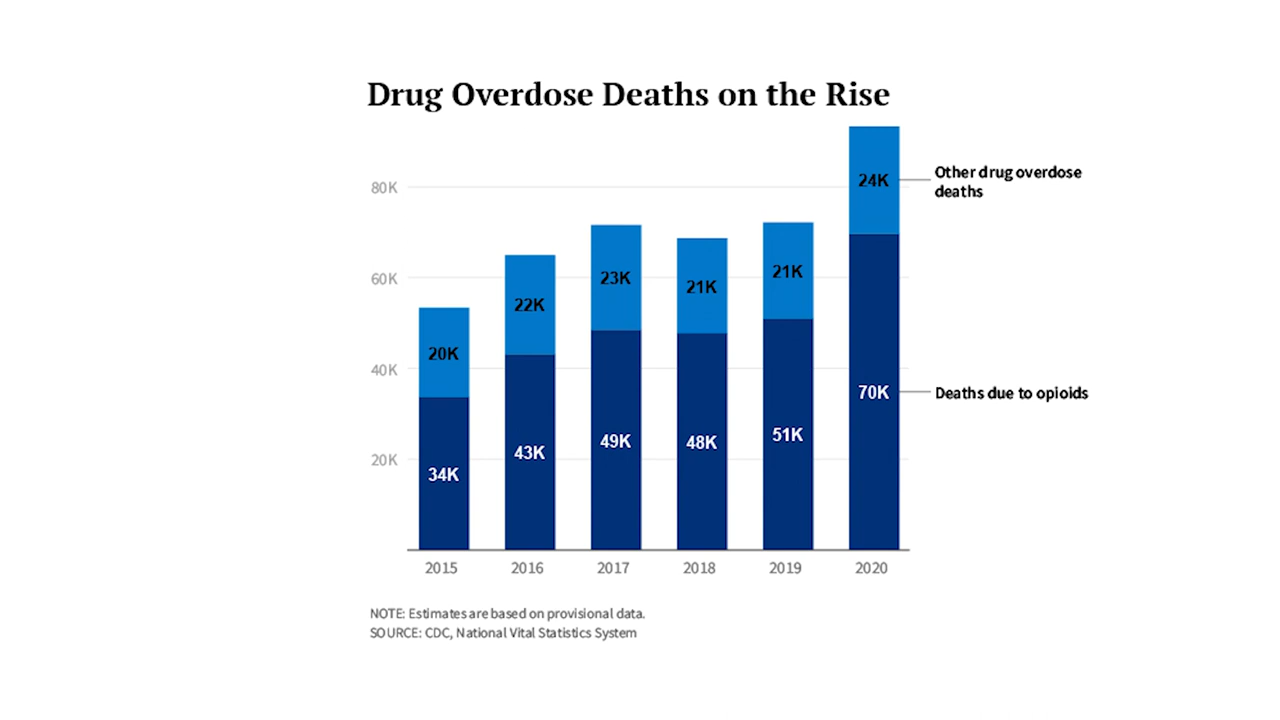 Drug Overdose Deaths on the Rise
80K
60K
40K
20K
20K
34K
22K
43K
23K
49K
21K
48K
21K
51K
24K
70K
Other drug overdose
deaths
Deaths due to opioids
2015 2016 2017 2018 2019 2020
NOTE: Estimates are based on provisional data.
SOURCE: CDC, National Vital Statistics System